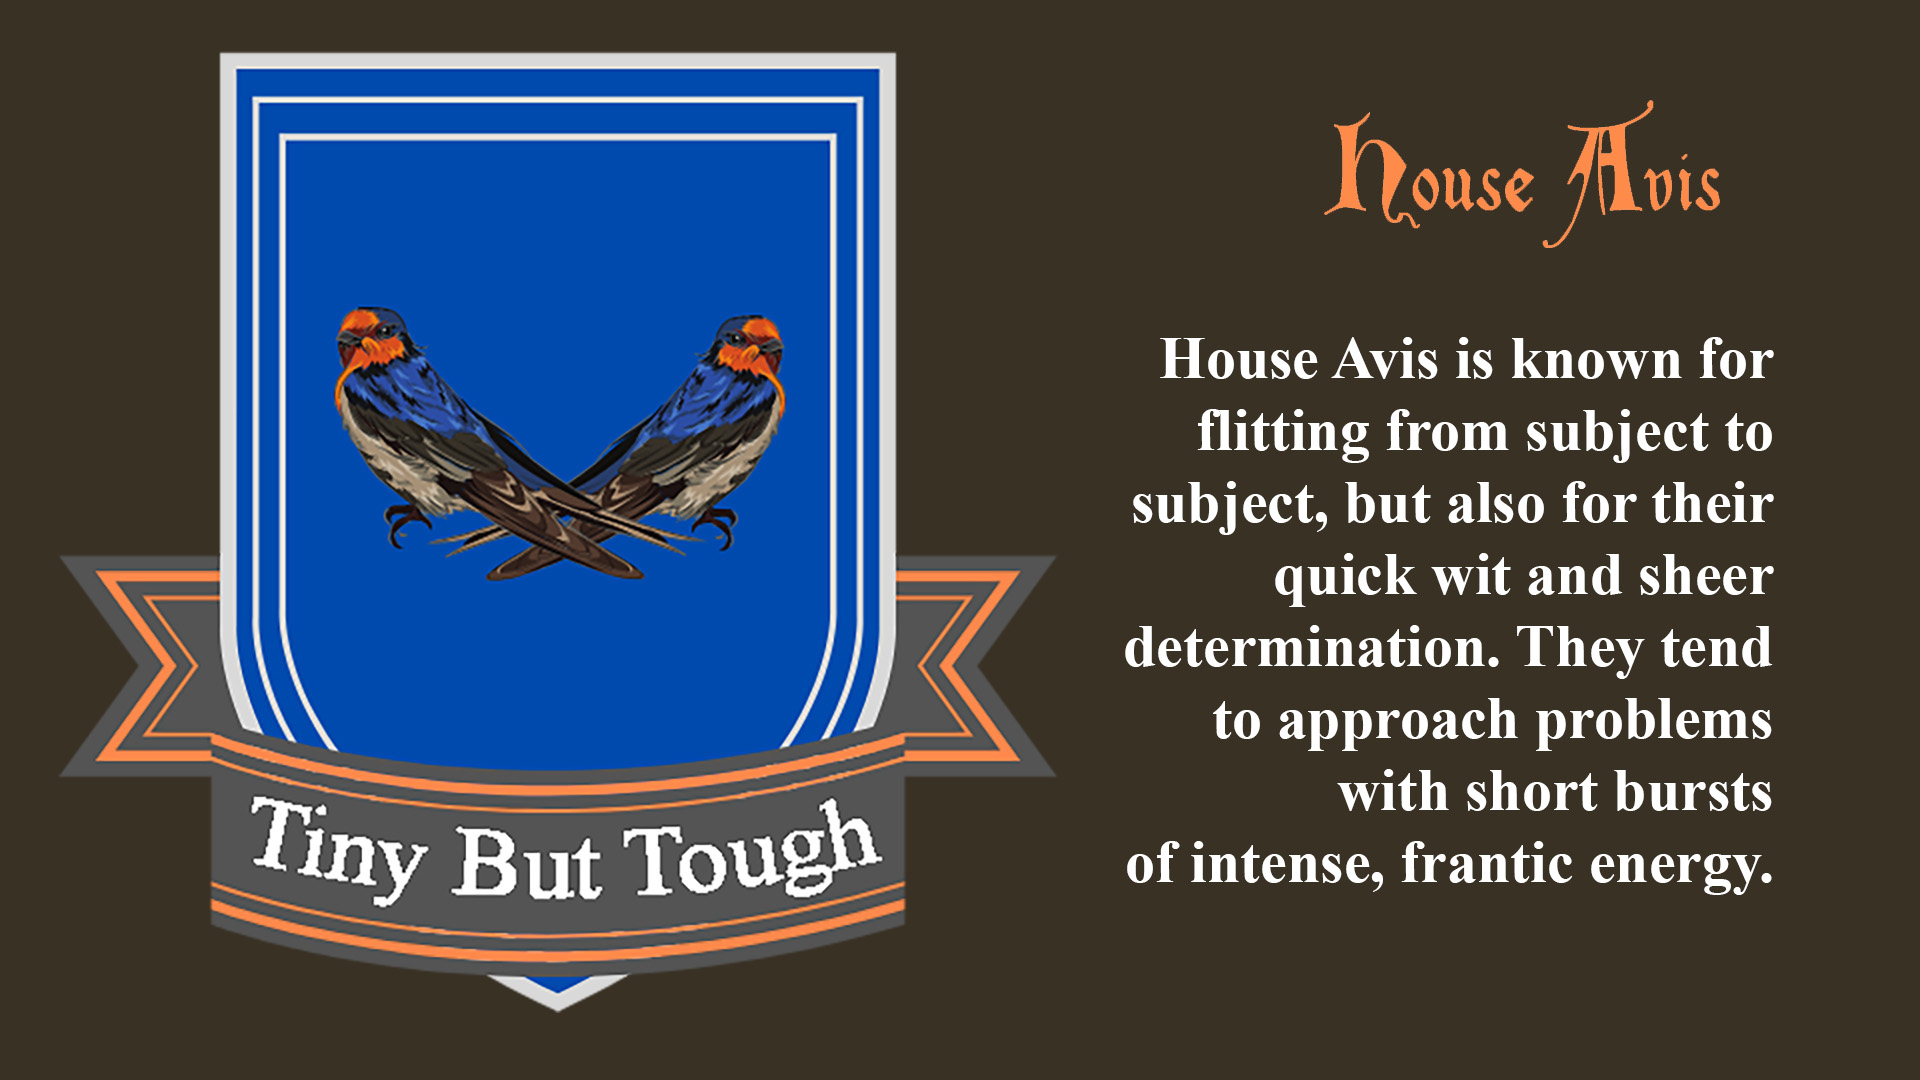 House Avis
House Avis is known for
flitting from subject to
subject, but also for their
quick wit and sheer
determination. They tend
to approach problems
with short bursts
of intense, frantic energy.
Tiny But Tough